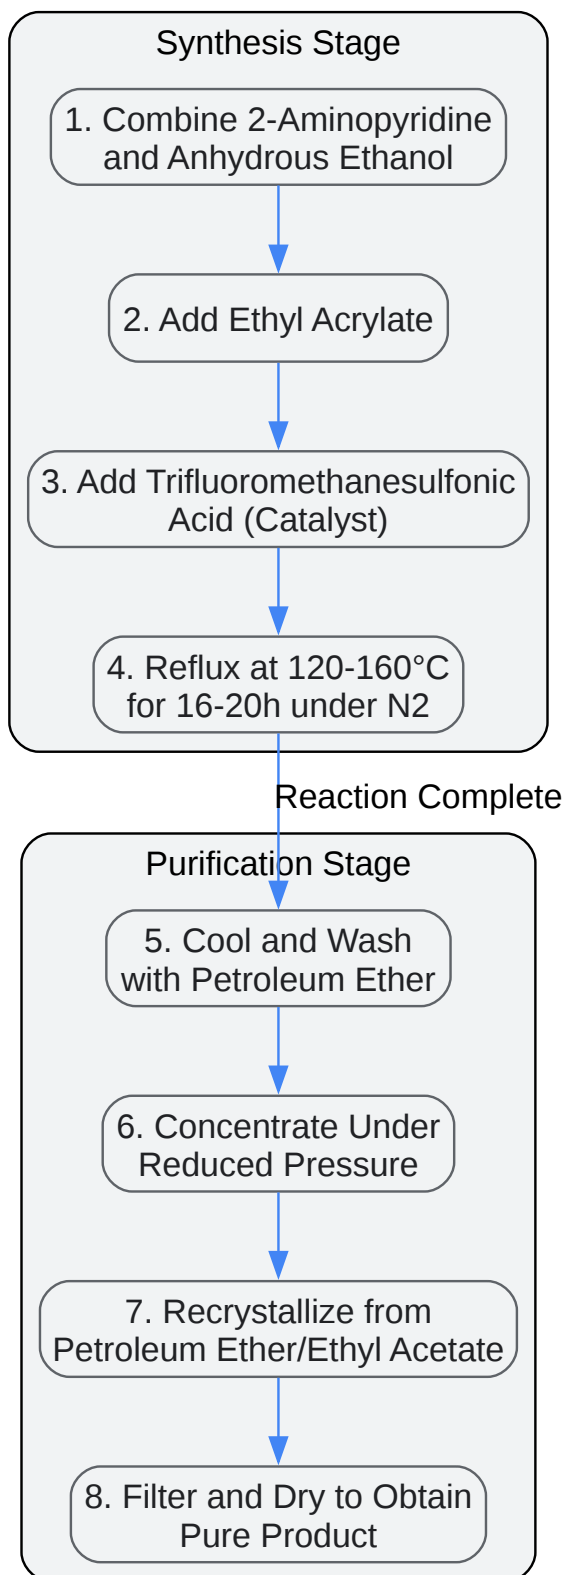 Synthesis Stage
1. Combine 2-Aminopyridine
and Anhydrous Ethanol
2. Add Ethyl Acrylate
3. Add Trifluoromethanesulfonic
Acid (Catalyst)
4. Reflux at 120-160°C
for 16-20h under N2
Reaction Complete
Purification Stage
5. Cool and Wash
with Petroleum Ether
6. Concentrate Under
Reduced Pressure
7. Recrystallize from
Petroleum Ether/Ethyl Acetate
8. Filter and Dry to Obtain
Pure Product